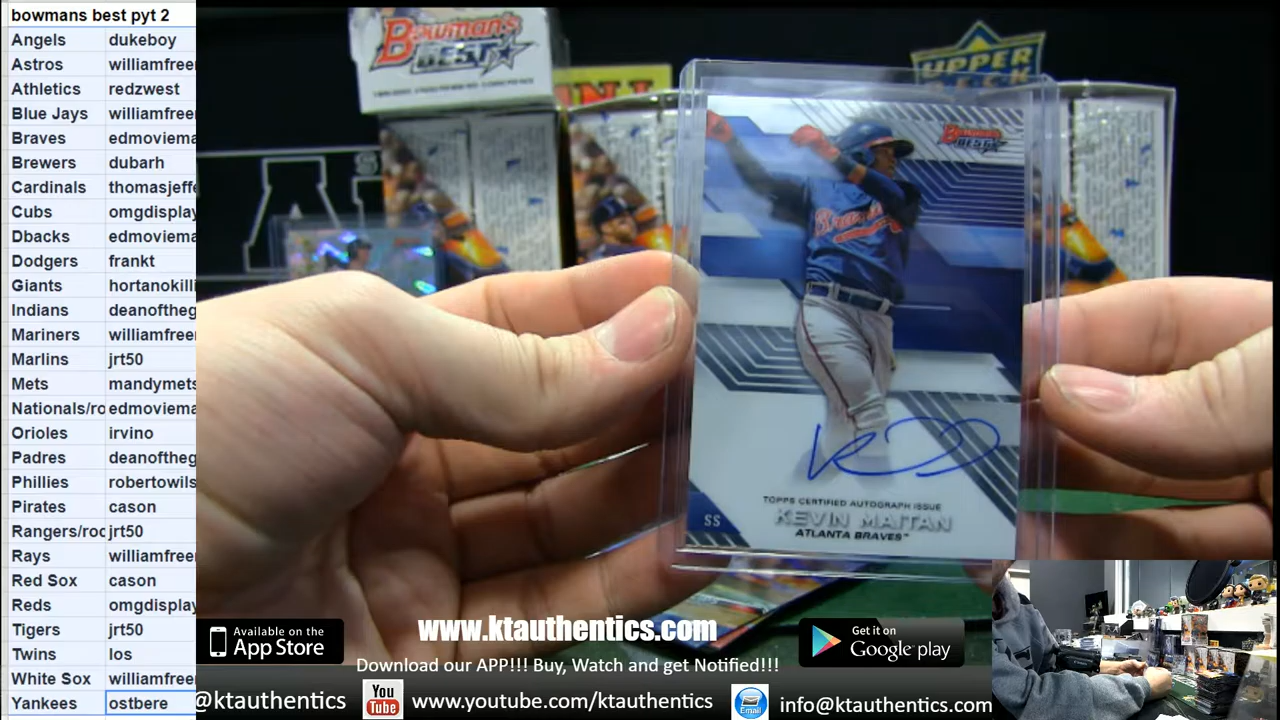 bowmans best pyt 2
Angels dukeboy
Astros williamfree
Athletics redzwest
Blue Jays williamfree
Braves edmoviema
Brewers dubarh
Cardinals thomasjeffe
Cubs omgdisplay
Dbacks edmoviema
Dodgers frankt
Giants hortanokilli
Indians deanoftheg
Mariners williamfree
Marlins jrt50
Mets mandymets
Nationals/ro edmoviema
Orioles irvino
Padres deanoftheg
Phillies robertowils
Pirates cason
Rangers/roo jrt50
Rays williamfree
Red Sox cason
Reds omgdisplay
Tigers jrt50
Twins los
White Sox williamfree
Yankees ostbere
Bowman's
BEST
UPPER
DECK
Bowman's
BEST
Braves
TOPPS CERTIFIED AUTOGRAPH ISSUE
KEVIN MAITAN
ATLANTA BRAVES™
SS
Available on the
App Store
www.ktauthentics.com
Get it on
Google play
Download our APP!!! Buy, Watch and get Notified!!!
@ktauthentics
You
Tube
www.youtube.com/ktauthentics
Email
info@ktauthentics.com